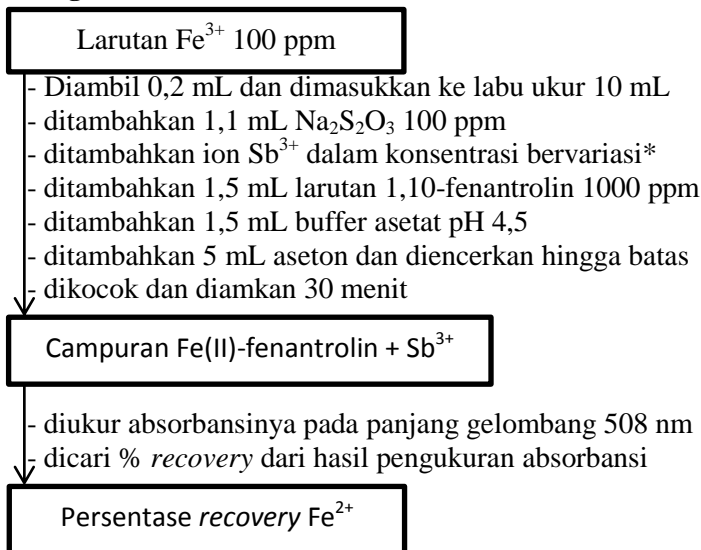 Larutan Fe³⁺ 100 ppm
- Diambil 0,2 mL dan dimasukkan ke labu ukur 10 mL
- ditambahkan 1,1 mL Na₂S₂O₃ 100 ppm
- ditambahkan ion Sb³⁺ dalam konsentrasi bervariasi*
- ditambahkan 1,5 mL larutan 1,10-fenantrolin 1000 ppm
- ditambahkan 1,5 mL buffer asetat pH 4,5
- ditambahkan 5 mL aseton dan diencerkan hingga batas
- dikocok dan diamkan 30 menit
Campuran Fe(II)-fenantrolin + Sb³⁺
- diukur absorbansinya pada panjang gelombang 508 nm
- dicari % recovery dari hasil pengukuran absorbansi
Persentase recovery Fe²⁺